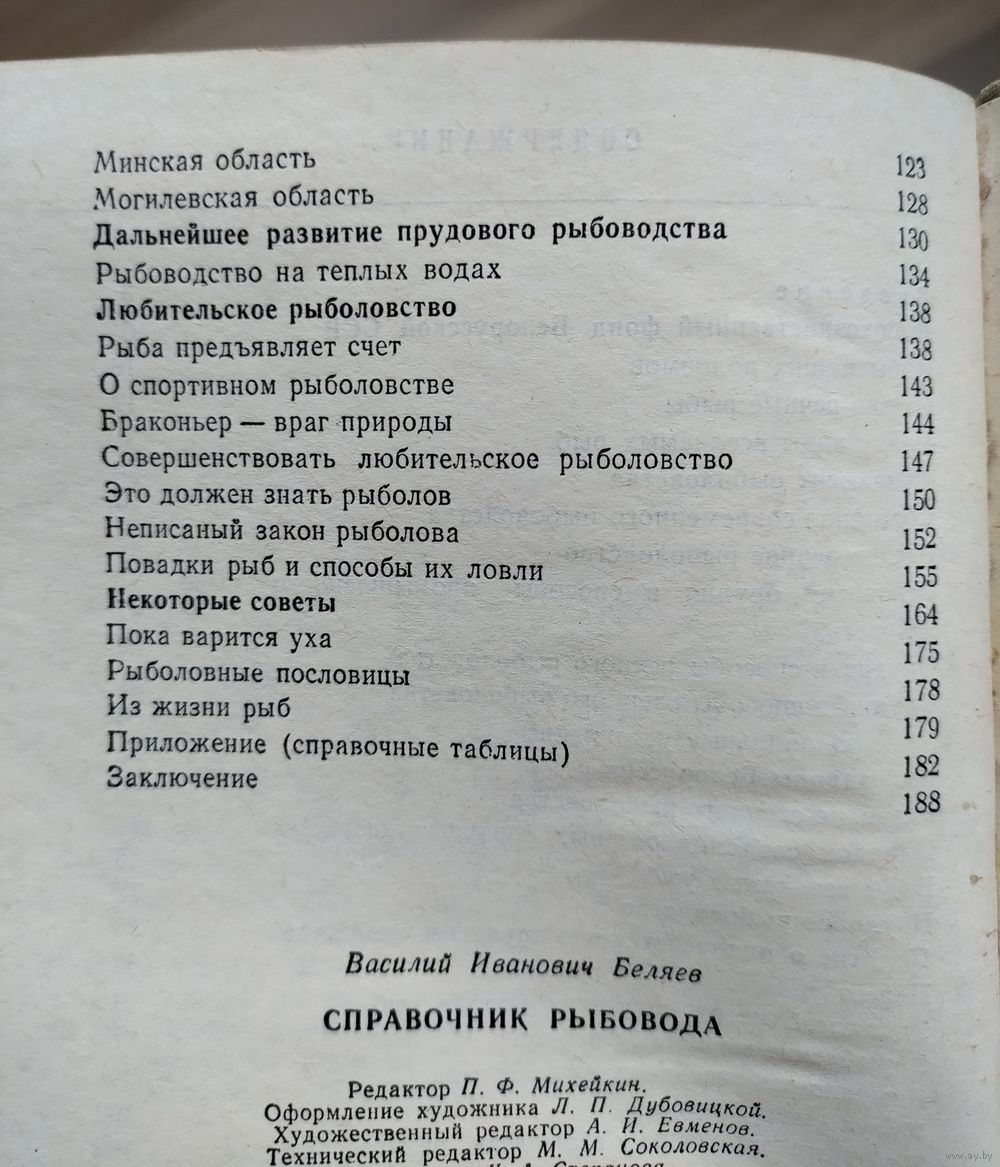 Минская область 123
Могилевская область 128
Дальнейшее развитие прудового рыбоводства 130
Рыбоводство на теплых водах 134
Любительское рыболовство 138
Рыба предъявляет счет 138
О спортивном рыболовстве 143
Браконьер — враг природы 144
Совершенствовать любительское рыболовство 147
Это должен знать рыболов 150
Неписаный закон рыболова 152
Повадки рыб и способы их ловли 155
Некоторые советы 164
Пока варится уха 175
Рыболовные пословицы 178
Из жизни рыб 179
Приложение (справочные таблицы) 182
Заключение 188
Василий Иванович Беляев
СПРАВОЧНИК РЫБОВОДА
Редактор П. Ф. Михейкин.
Оформление художника Л. П. Дубовицкой.
Художественный редактор А. И. Евменов.
Технический редактор М. М. Соколовская.
www.ay.by